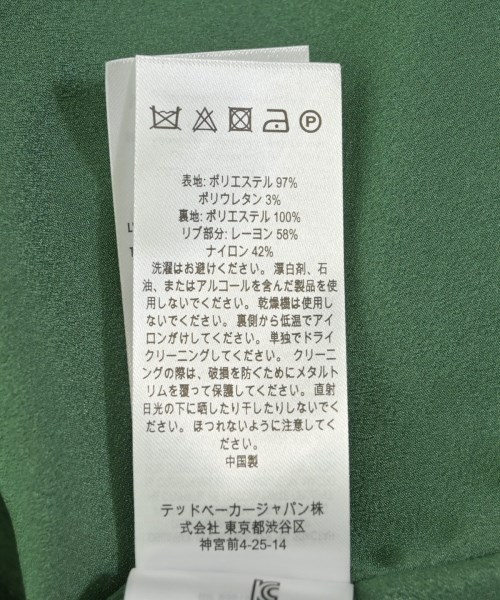 P
表地: ポリエステル 97%
ポリウレタン 3%
裏地: ポリエステル 100%
リブ部分: レーヨン 58%
ナイロン 42%
洗濯はお避けください。漂白剤、石
油、またはアルコールを含んだ製品を使
用しないでください。乾燥機は使用し
ないでください。裏側から低温でアイ
ロンがけしてください。単独でドライ
クリーニングしてください。クリーニ
ングの際は、破損を防ぐためにメタルト
リムを覆って保護してください。直射
日光の下に晒したり干したりしないでく
ださい。ほつれないように注意してく
ださい。
中国製
テッドベーカージャパン株
式会社 東京都渋谷区
神宮前4-25-14